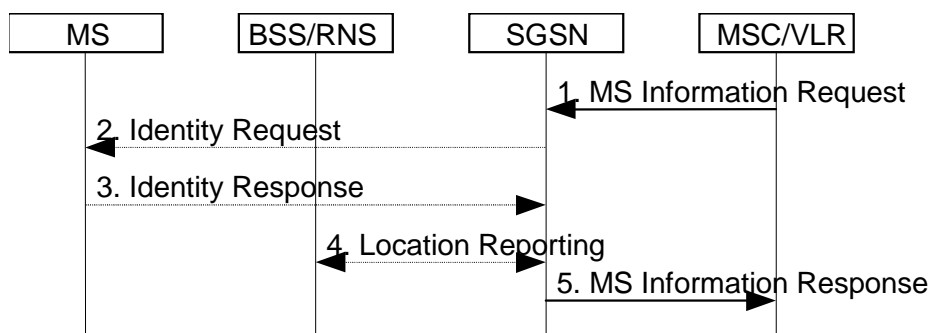 MS
BSS/RNS
SGSN
MSC/VLR
1. MS Information Request
2. Identity Request
3. Identity Response
4. Location Reporting
5. MS Information Response